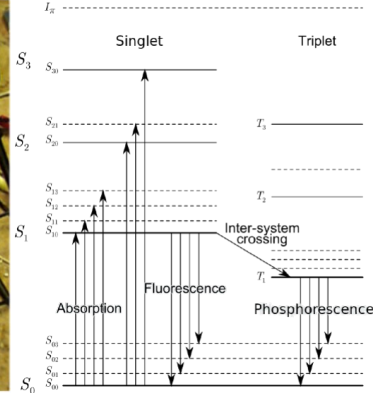 I_π
Singlet Triplet
S_3 S_30
S_21 T_3
S_2 S_20
S_13 T_2
S_12
S_11
S_1 S_10
Inter-system
crossing
T_1
Fluorescence
Absorption Phosphorescence
S_03
S_02
S_01
S_0 S_00